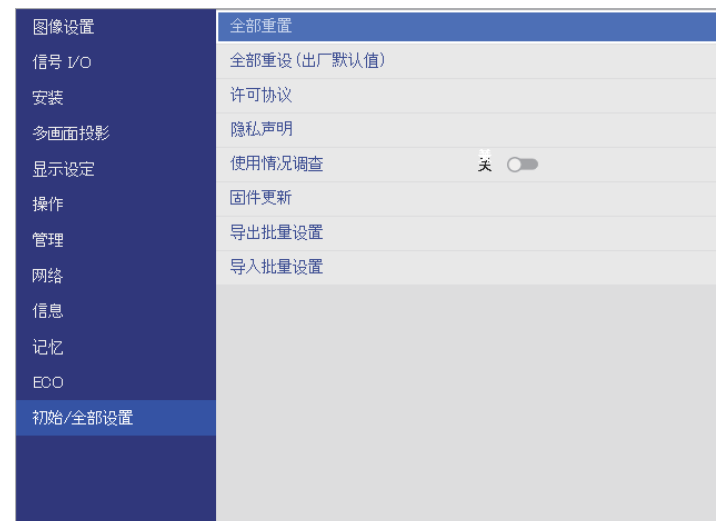 图像设置
信号 I/O
安装
多画面投影
显示设定
操作
管理
网络
信息
记忆
ECO
初始/全部设置
全部重置
全部重设(出厂默认值)
许可协议
隐私声明
使用情况调查 关
固件更新
导出批量设置
导入批量设置